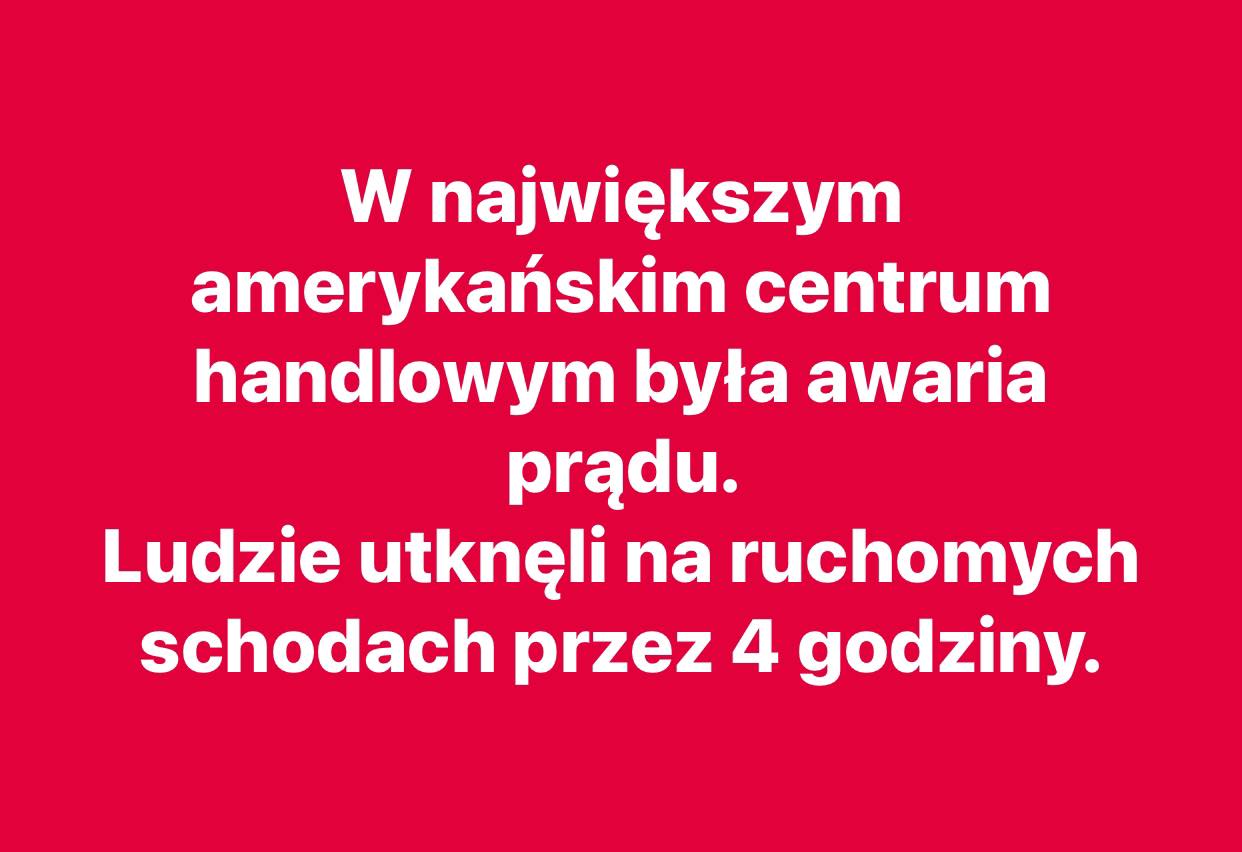 W największym
amerykańskim centrum
handlowym była awaria
prądu.
Ludzie utknęli na ruchomych
schodach przez 4 godziny.